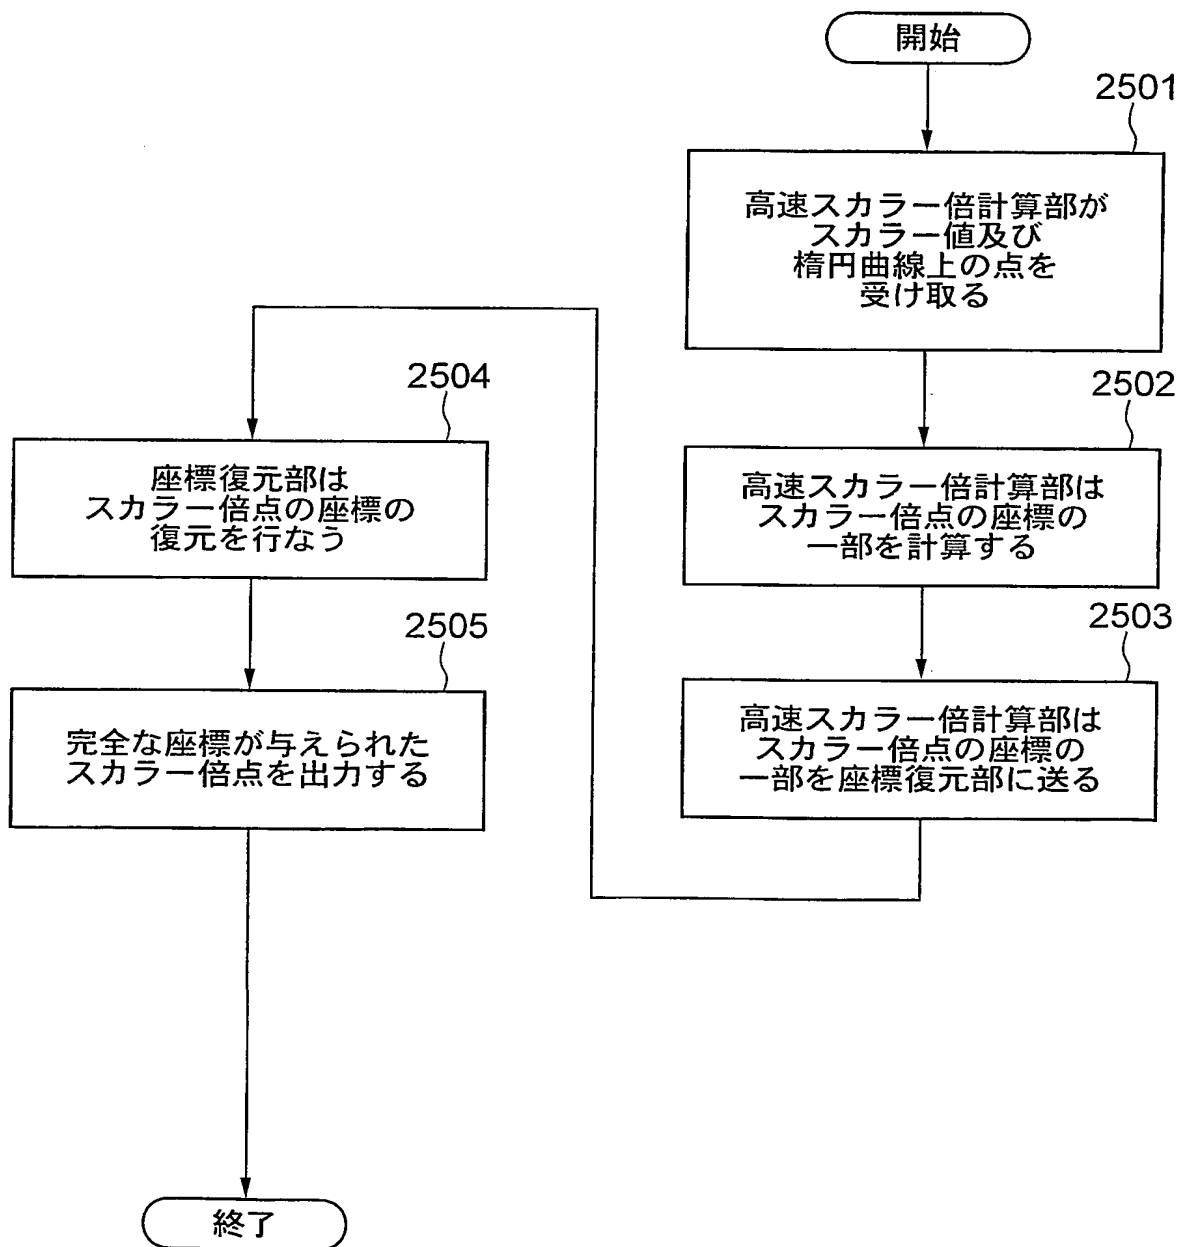 開始
2501
高速スカラー倍計算部が
スカラー値及び
楕円曲線上の点を
受け取る
2502
高速スカラー倍計算部は
スカラー倍点の座標の
一部を計算する
2503
高速スカラー倍計算部は
スカラー倍点の座標の
一部を座標復元部に送る
2504
座標復元部は
スカラー倍点の座標の
復元を行なう
2505
完全な座標が与えられた
スカラー倍点を出力する
終了